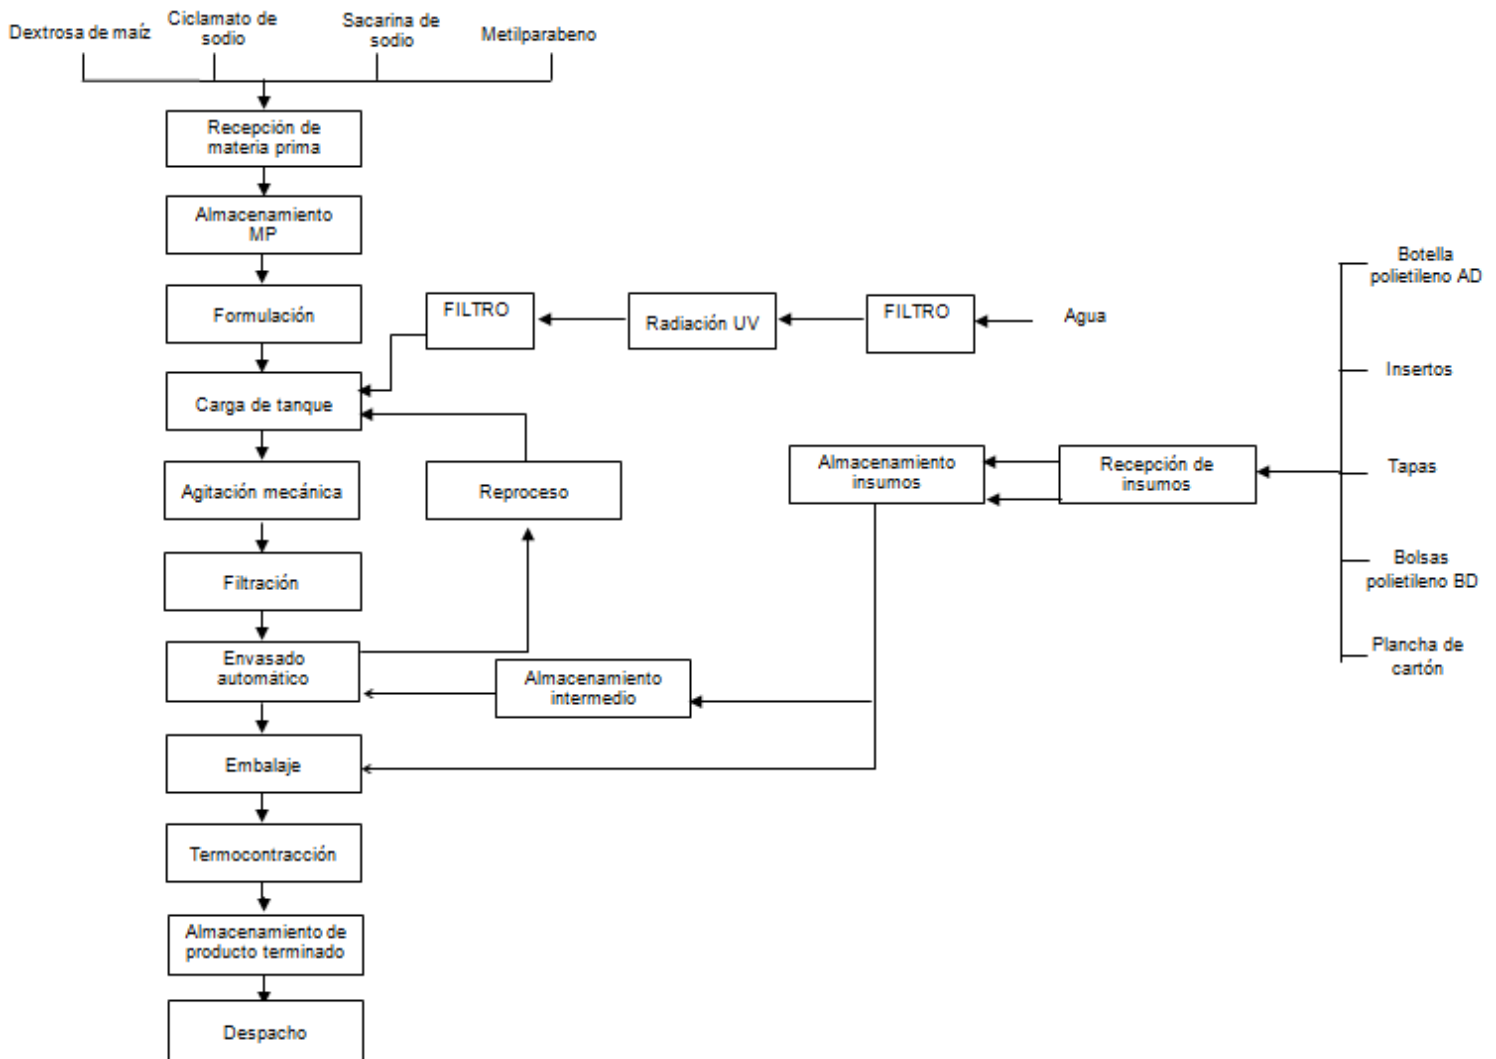 Dextrosa de maíz
Ciclamato de
sodio
Sacarina de
sodio
Metilparabeno
Recepción de
materia prima
Almacenamiento
MP
Formulación
FILTRO
Radiación UV
FILTRO
Agua
Botella
polietileno AD
Insertos
Carga de tanque
Agitación mecánica
Reproceso
Almacenamiento
insumos
Recepción de
insumos
Tapas
Bolsas
polietileno BD
Plancha de
cartón
Filtración
Envasado
automático
Almacenamiento
intermedio
Embalaje
Termocontracción
Almacenamiento de
producto terminado
Despacho